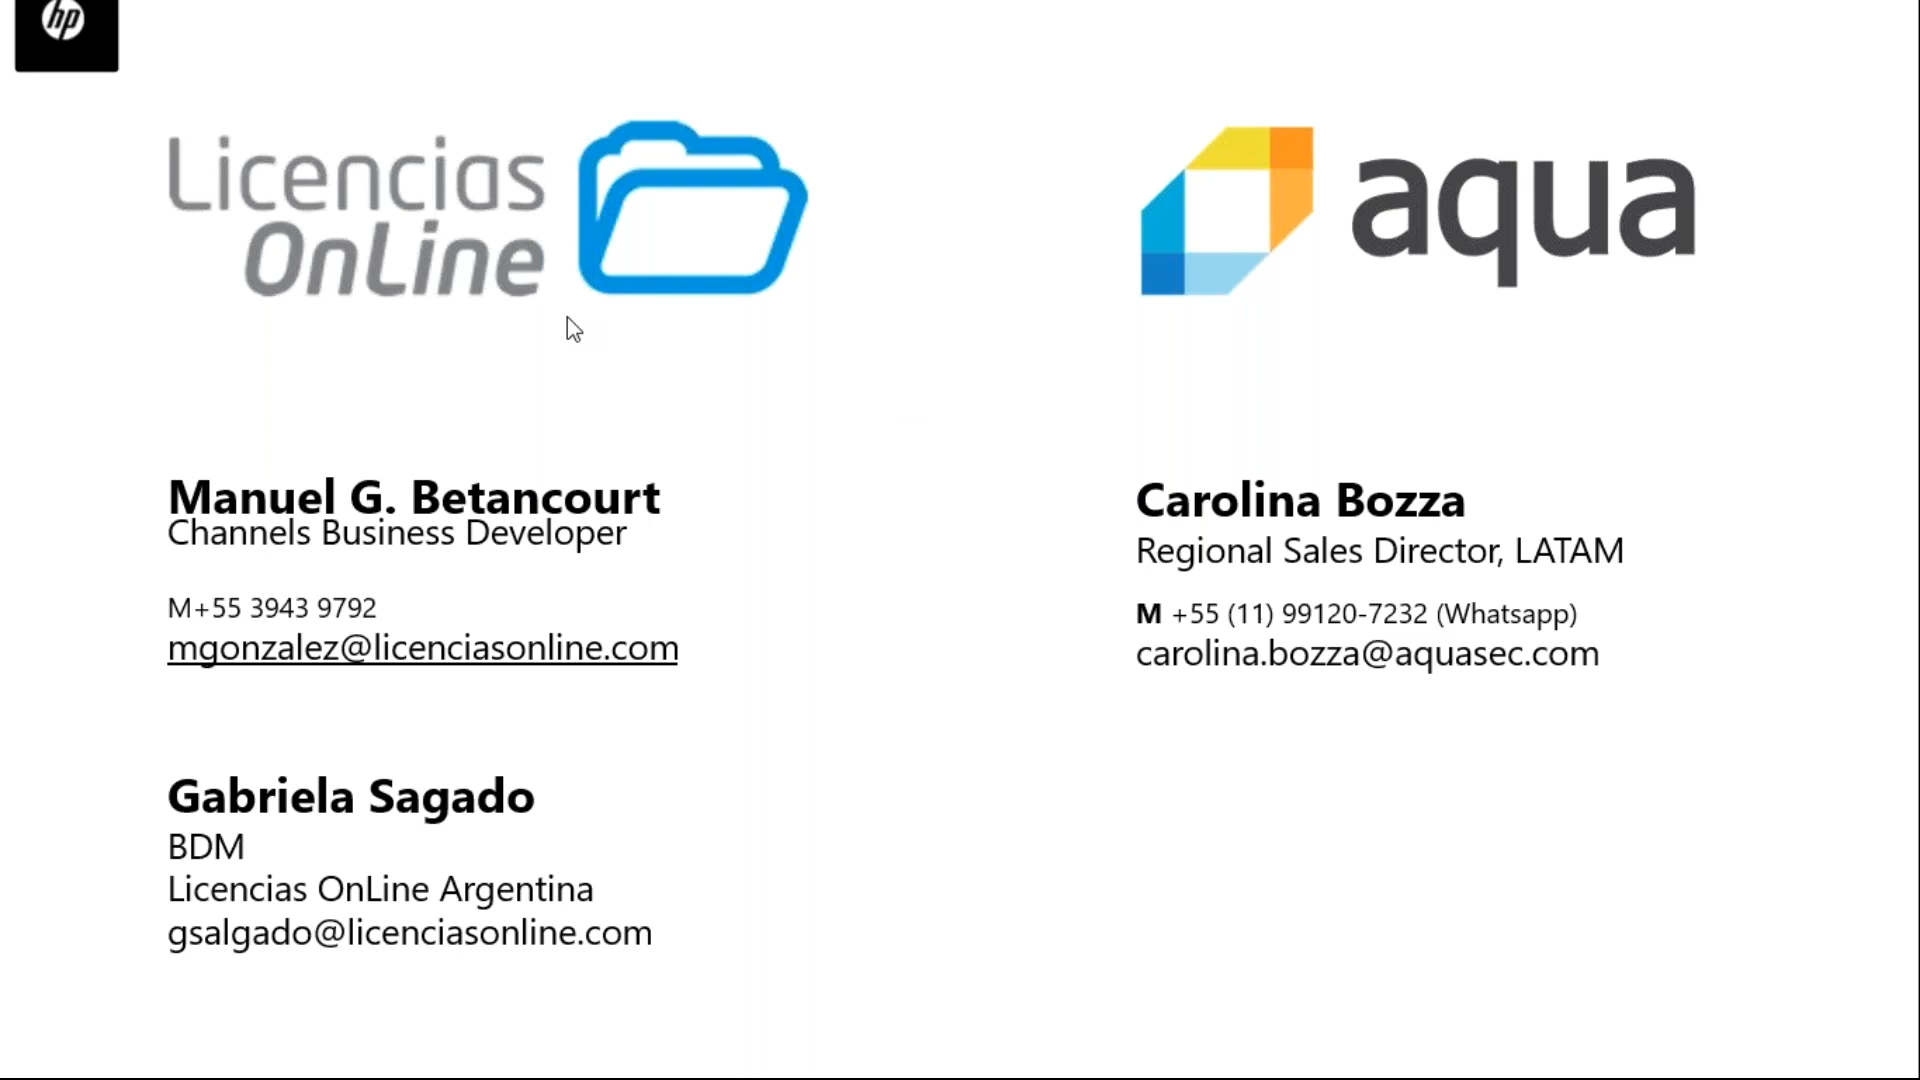 hp
Licencias
OnLine
aqua
Manuel G. Betancourt
Channels Business Developer
M+55 3943 9792
mgonzalez@licenciasonline.com
Gabriela Sagado
BDM
Licencias OnLine Argentina
gsalgado@licenciasonline.com
Carolina Bozza
Regional Sales Director, LATAM
M +55 (11) 99120-7232 (Whatsapp)
carolina.bozza@aquasec.com